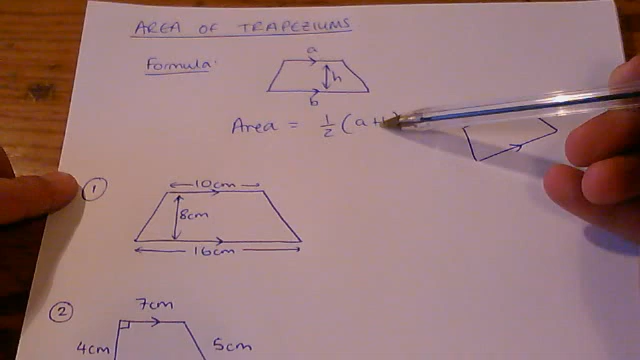 AREA OF TRAPEZIUMS
Formula:
a
h
b
Area = 1/2 (a+
1
10cm
8cm
16cm
2
7cm
4cm
5cm